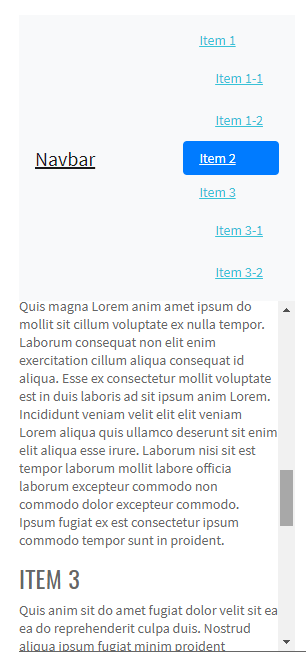 Item 1
Item 1-1
Item 1-2
Navbar
Item 2
Item 3
Item 3-1
Item 3-2
Quis magna Lorem anim amet ipsum do
mollit sit cillum voluptate ex nulla tempor.
Laborum consequat non elit enim
exercitation cillum aliqua consequat id
aliqua. Esse ex consectetur mollit voluptate
est in duis laboris ad sit ipsum anim Lorem.
Incididunt veniam velit elit elit veniam
Lorem aliqua quis ullamco deserunt sit enim
elit aliqua esse irure. Laborum nisi sit est
tempor laborum mollit labore officia
laborum excepteur commodo non
commodo dolor excepteur commodo.
Ipsum fugiat ex est consectetur ipsum
commodo tempor sunt in proident.
ITEM 3
Quis anim sit do amet fugiat dolor velit sit ea
ea do reprehenderit culpa duis. Nostrud
aliqua ipsum fugiat minim proident